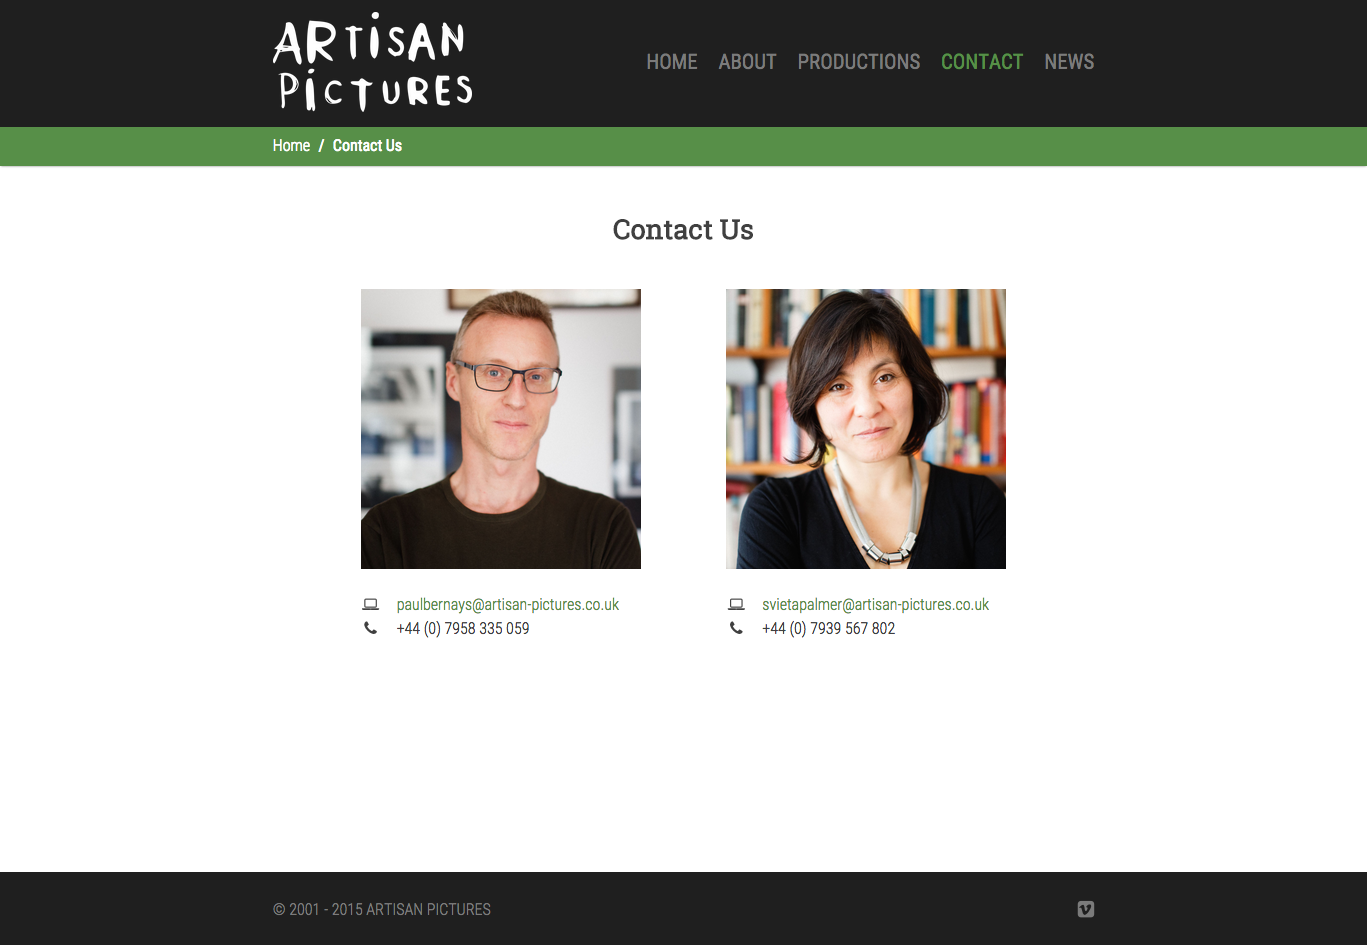 ARTISAN
PICTURES
HOME ABOUT PRODUCTIONS CONTACT NEWS
Home / Contact Us
Contact Us
paulbernays@artisan-pictures.co.uk
+44 (0) 7958 335 059
svietapalmer@artisan-pictures.co.uk
+44 (0) 7939 567 802
© 2001 - 2015 ARTISAN PICTURES